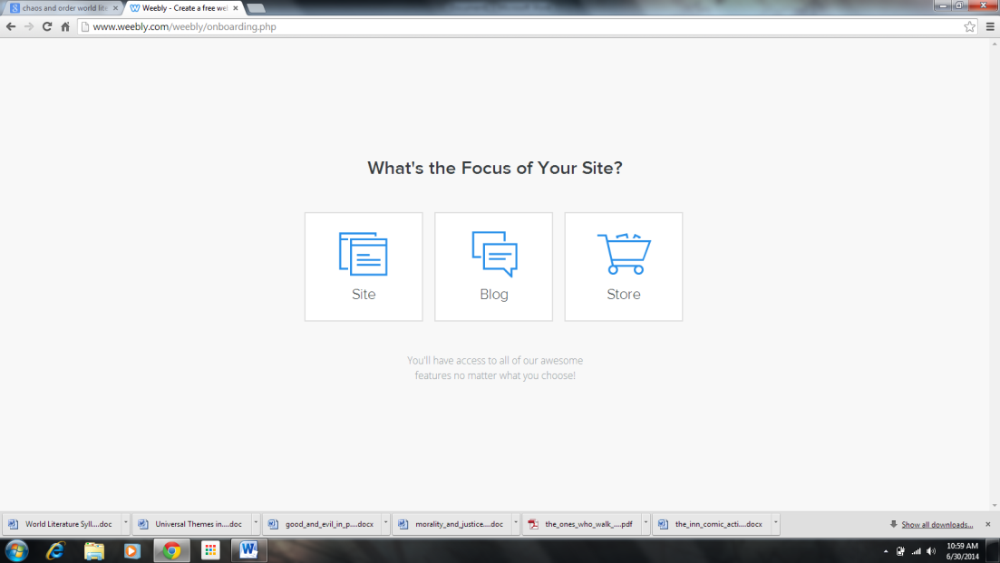 chaos and order world lite
Weebly - Create a free wel
www.weebly.com/weebly/onboarding.php
What's the Focus of Your Site?
Site
Blog
Store
You'll have access to all of our awesome
features no matter what you choose!
World Literature Syll....doc
Universal Themes in....doc
good_and_evil_in_p....docx
morality_and_justice....doc
the_ones_who_walk_....pdf
the_inn_comic_acti....docx
Show all downloads...
10:59 AM
6/30/2014